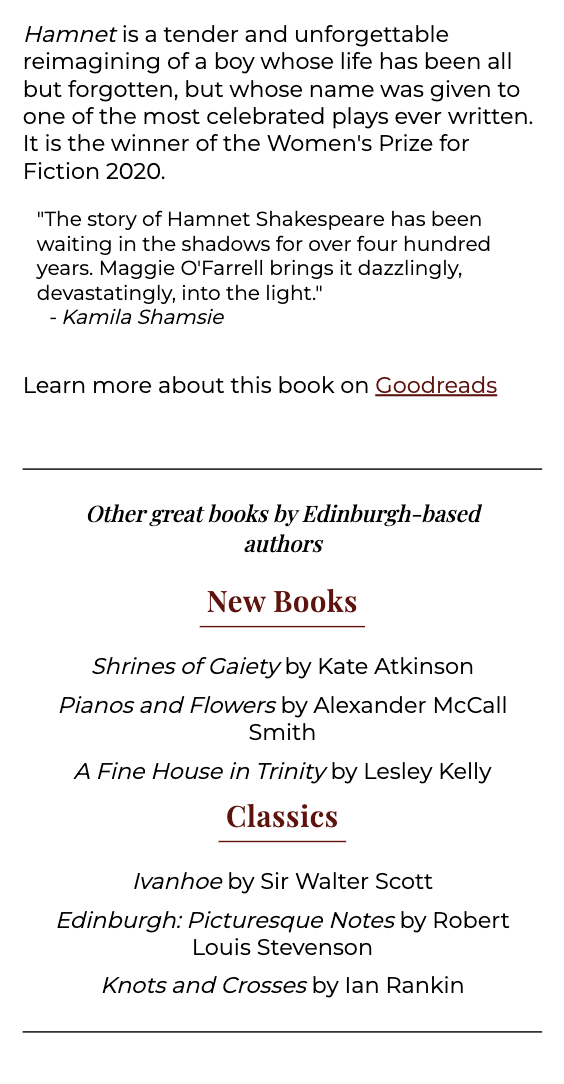 Hamnet is a tender and unforgettable
reimagining of a boy whose life has been all
but forgotten, but whose name was given to
one of the most celebrated plays ever written.
It is the winner of the Women's Prize for
Fiction 2020.
"The story of Hamnet Shakespeare has been
waiting in the shadows for over four hundred
years. Maggie O'Farrell brings it dazzlingly,
devastatingly, into the light."
- Kamila Shamsie
Learn more about this book on Goodreads
Other great books by Edinburgh-based
authors
New Books
Shrines of Gaiety by Kate Atkinson
Pianos and Flowers by Alexander McCall
Smith
A Fine House in Trinity by Lesley Kelly
Classics
Ivanhoe by Sir Walter Scott
Edinburgh: Picturesque Notes by Robert
Louis Stevenson
Knots and Crosses by Ian Rankin